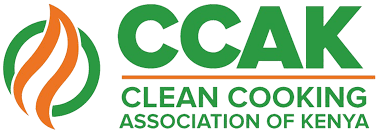 CCAK
CLEAN COOKING
ASSOCIATION OF KENYA